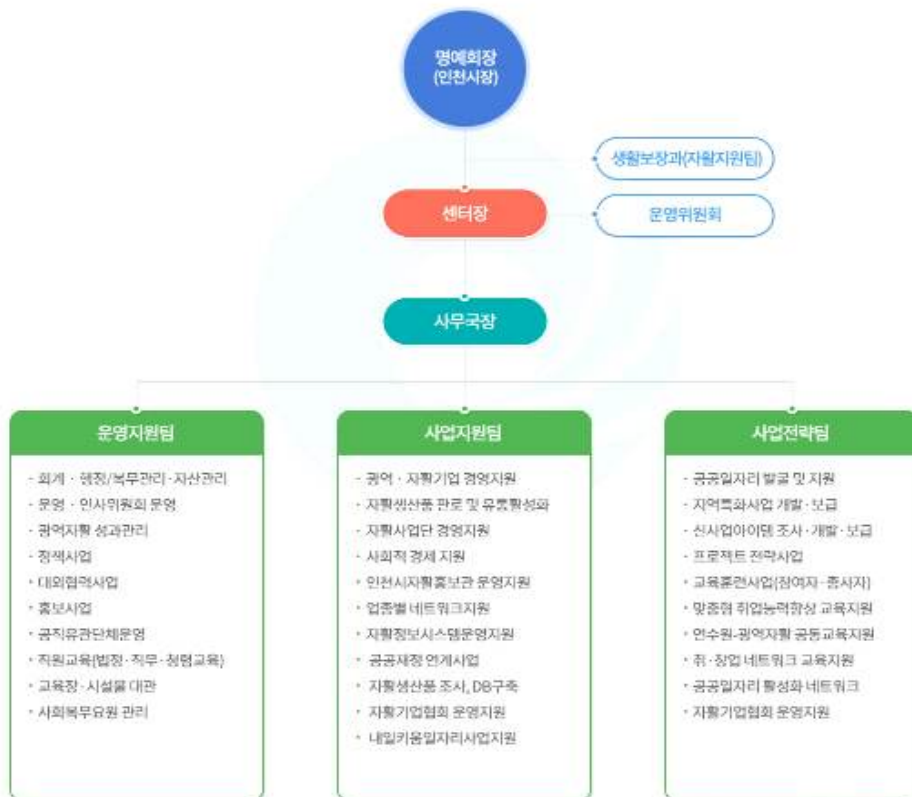 명예회장
(인천시장)
생활보장과(자활지원팀)
센터장
운영위원회
사무국장
운영지원팀
- 회계 · 행정/복무관리·자산관리
- 운영 · 인사위원회 운영
- 광역자활 성과관리
- 정책사업
- 대외협력사업
- 홍보사업
- 공직유관단체운영
- 직원교육(법정·직무·청렴교육)
- 교육장·시설물 대관
- 사회복무요원 관리
사업지원팀
- 광역 · 자활기업 경영지원
- 자활생산품 판로 및 유통활성화
- 자활사업단 경영지원
- 사회적 경제 지원
- 인천시자활홍보관 운영지원
- 업종별 네트워크지원
- 자활정보시스템운영지원
- 공공재정 연계사업
- 자활생산품 조사, DB구축
- 자활기업협회 운영지원
- 내일키움일자리사업지원
사업전략팀
- 공공일자리 발굴 및 지원
- 지역특화사업 개발·보급
- 신사업아이템 조사·개발·보급
- 프로젝트 전략사업
- 교육훈련사업(참여자·종사자)
- 맞춤형 취업능력향상 교육지원
- 연수원-광역자활 공동교육지원
- 취·창업 네트워크 교육지원
- 공공일자리 활성화 네트워크
- 자활기업협회 운영지원